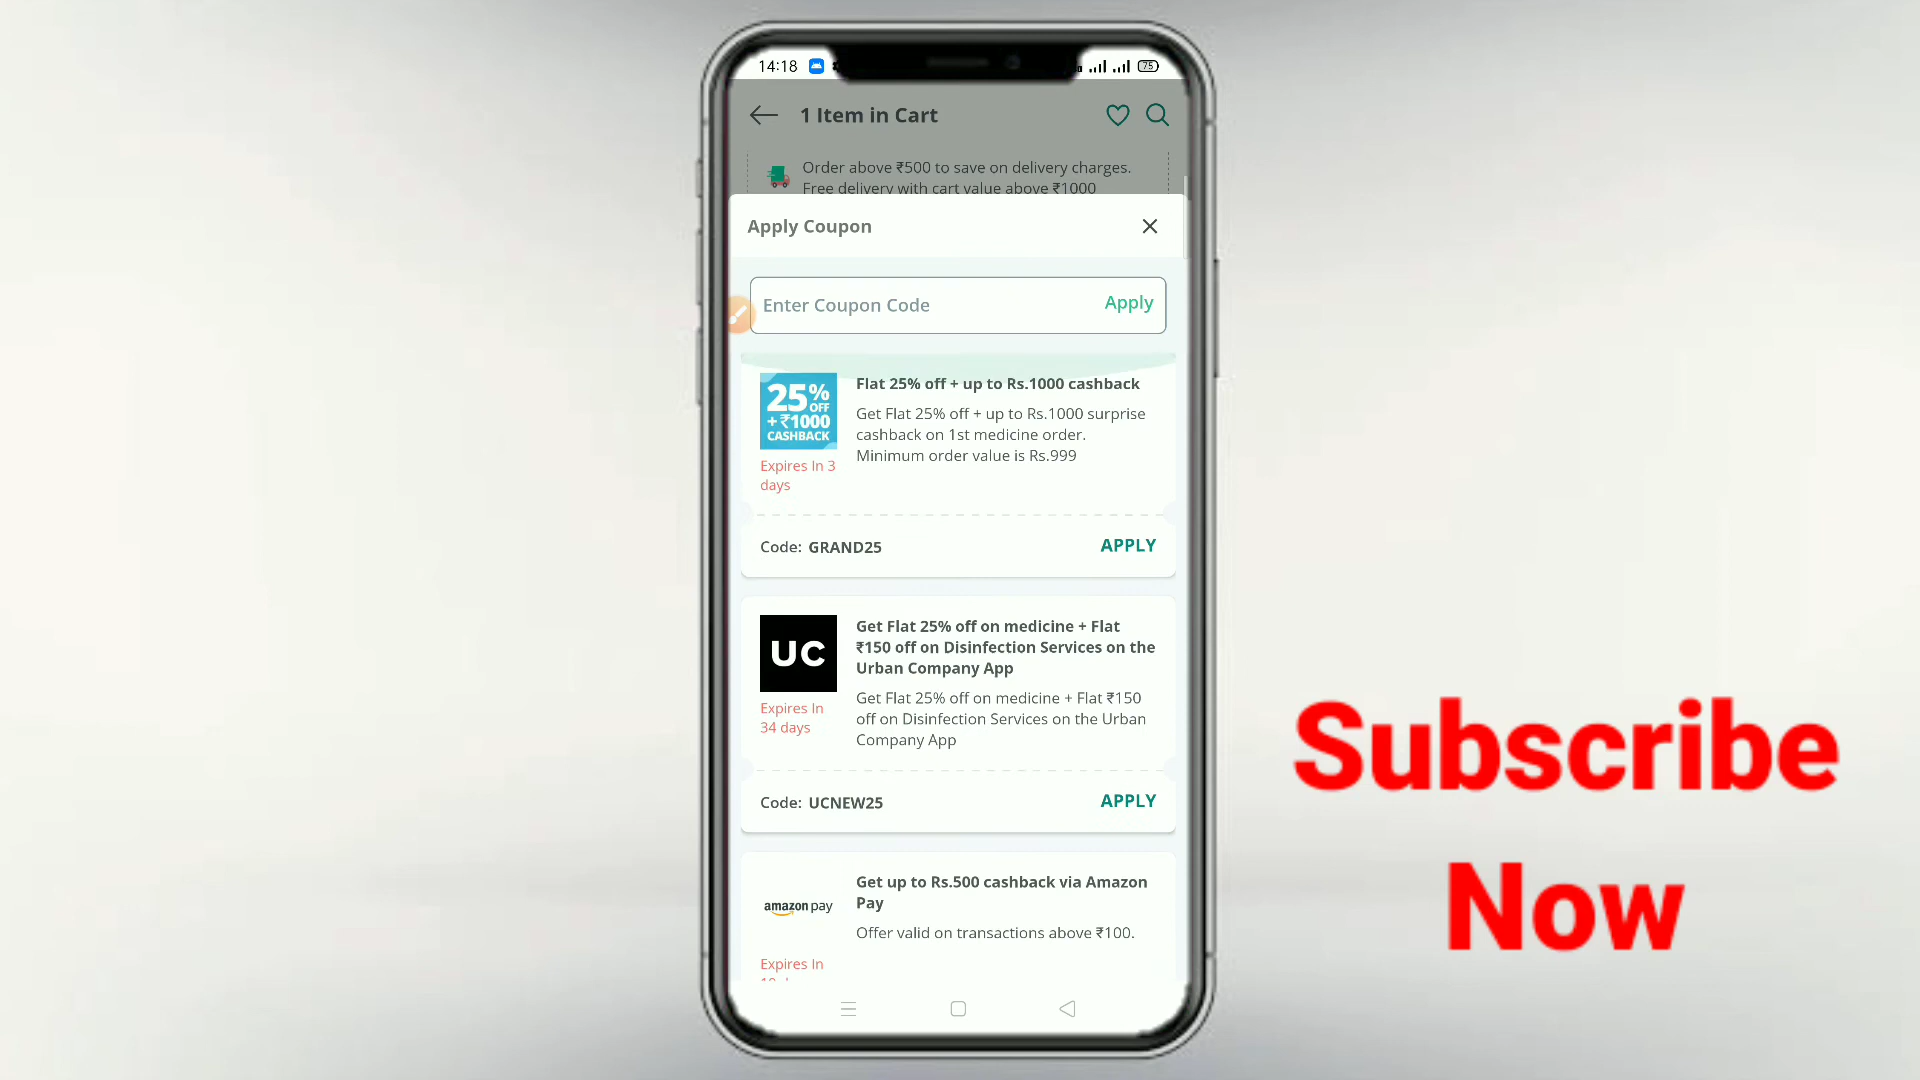 14:18
75
1 Item in Cart
Order above ₹500 to save on delivery charges.
Free delivery with cart value above ₹1000
Apply Coupon
Enter Coupon Code
Apply
25% OFF
+ ₹1000
CASHBACK
Expires In 3
days
Flat 25% off + up to Rs.1000 cashback
Get Flat 25% off + up to Rs.1000 surprise
cashback on 1st medicine order.
Minimum order value is Rs.999
Code: GRAND25
APPLY
UC
Expires In
34 days
Get Flat 25% off on medicine + Flat
₹150 off on Disinfection Services on the
Urban Company App
Get Flat 25% off on medicine + Flat ₹150
off on Disinfection Services on the Urban
Company App
Code: UCNEW25
APPLY
amazon pay
Expires In
Get up to Rs.500 cashback via Amazon
Pay
Offer valid on transactions above ₹100.
Subscribe
Now